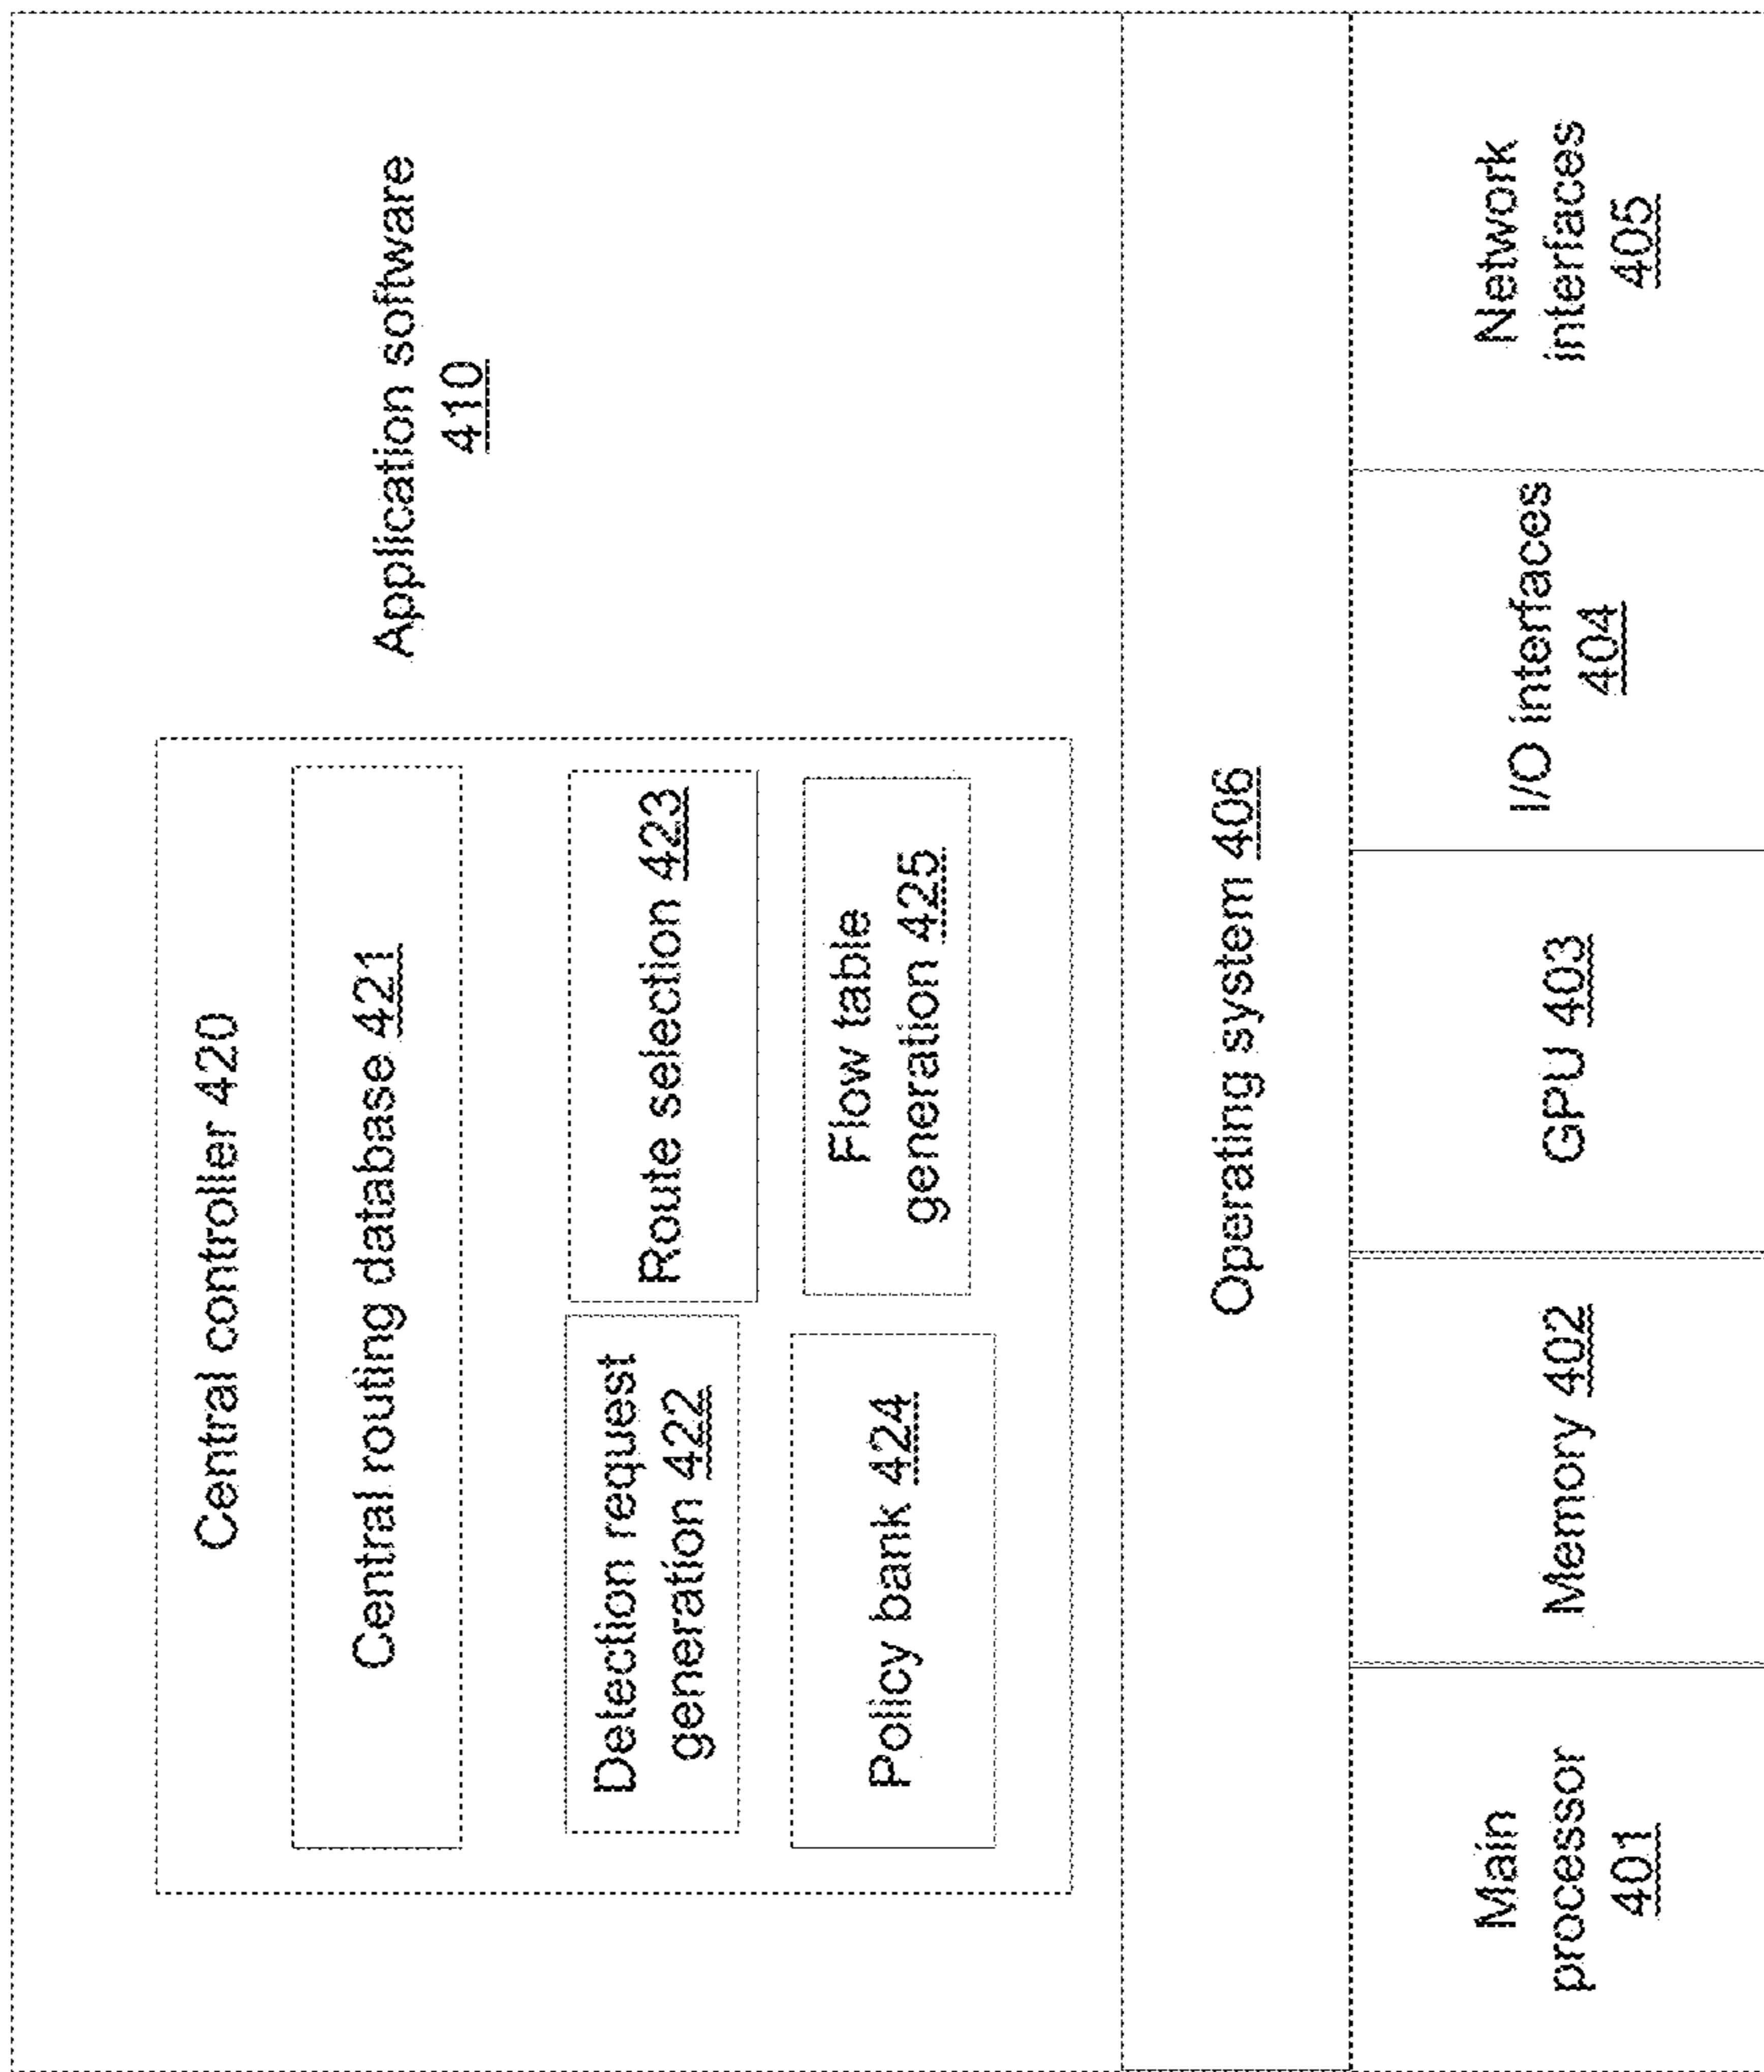 Central controller 420
Central routing database 421
Detection request
generation 422
Route selection 423
Policy bank 424
Flow table
generation 425
Application software
410
Operating system 406
Main
processor
401
Memory 402
GPU 403
I/O interfaces
404
Network
interfaces
405